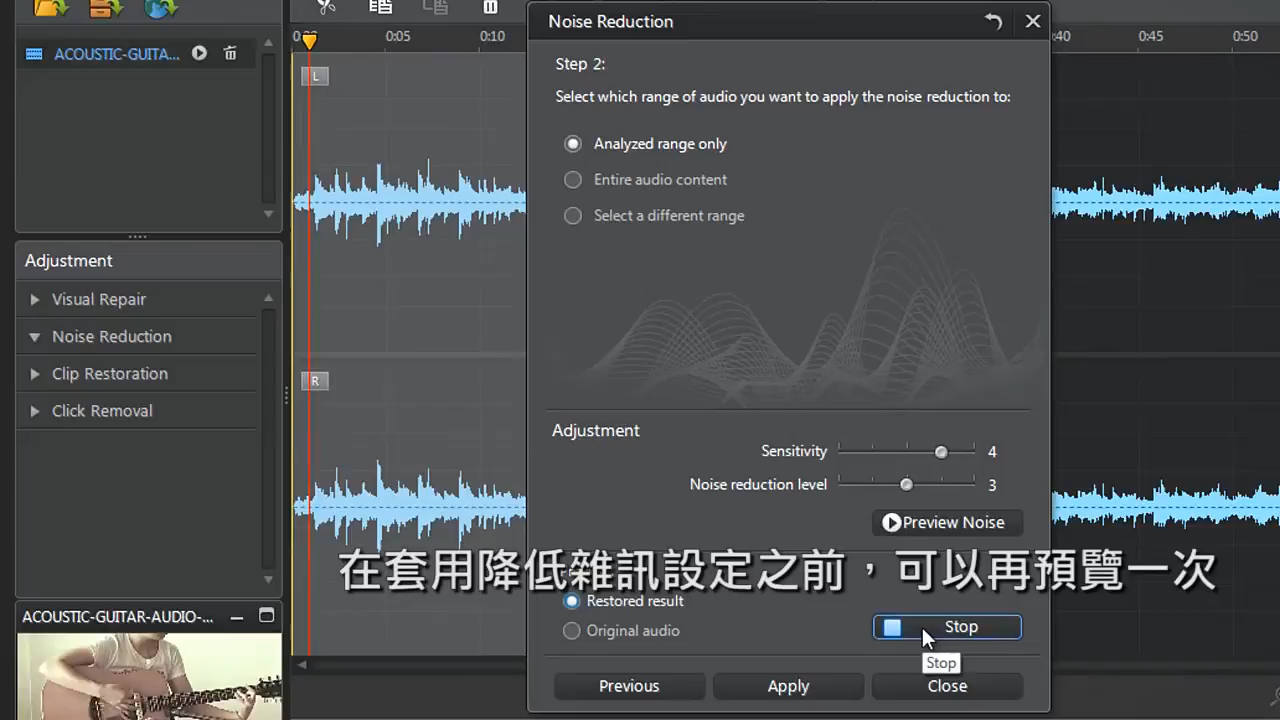 Noise Reduction
0:05
0:10
:40
0:45
0:50
ACOUSTIC-GUITA...
L
R
Adjustment
Visual Repair
Noise Reduction
Clip Restoration
Click Removal
ACOUSTIC-GUITAR-AUDIO-...
Step 2:
Select which range of audio you want to apply the noise reduction to:
Analyzed range only
Entire audio content
Select a different range
Adjustment
Sensitivity
4
Noise reduction level
3
Preview Noise
在套用降低雜訊設定之前，可以再預覽一次
Restored result
Original audio
Stop
Stop
Previous
Apply
Close